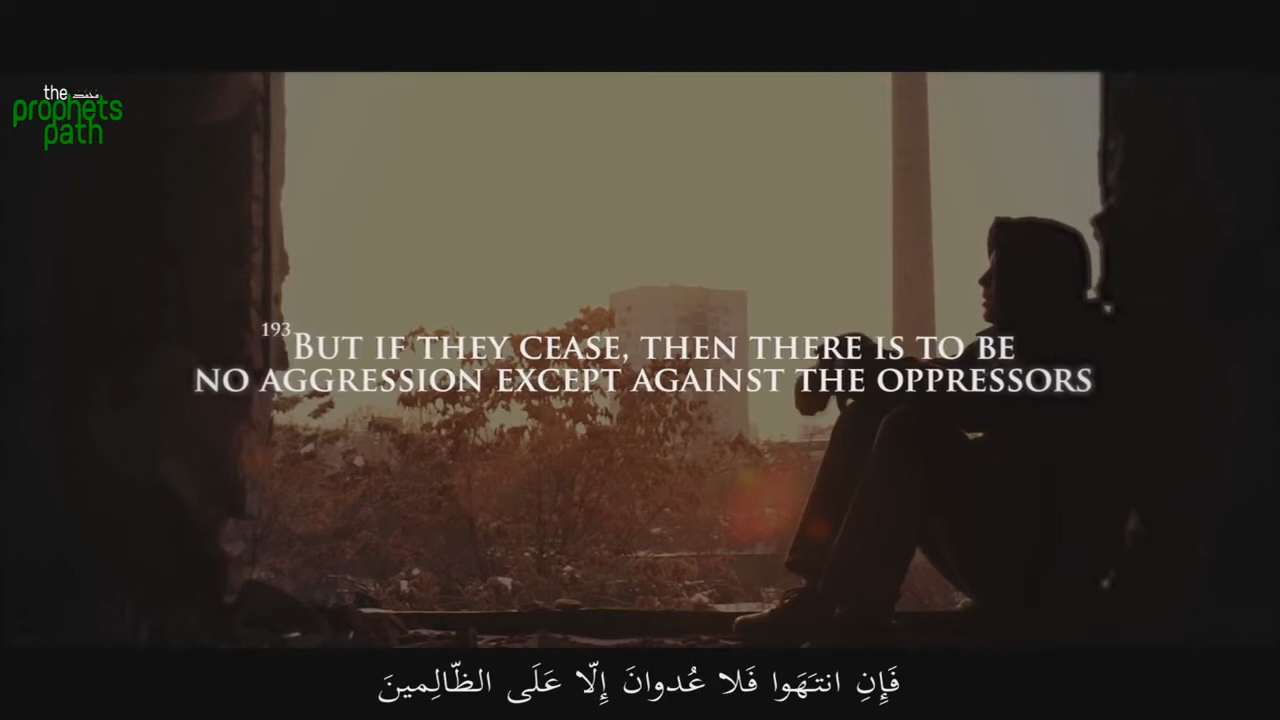 the محمد
prophets
path
193 BUT IF THEY CEASE, THEN THERE IS TO BE
NO AGGRESSION EXCEPT AGAINST THE OPPRESSORS
فَإِنِ انتَهَوا فَلا عُدوانَ إِلّا عَلَى الظّالِمينَ